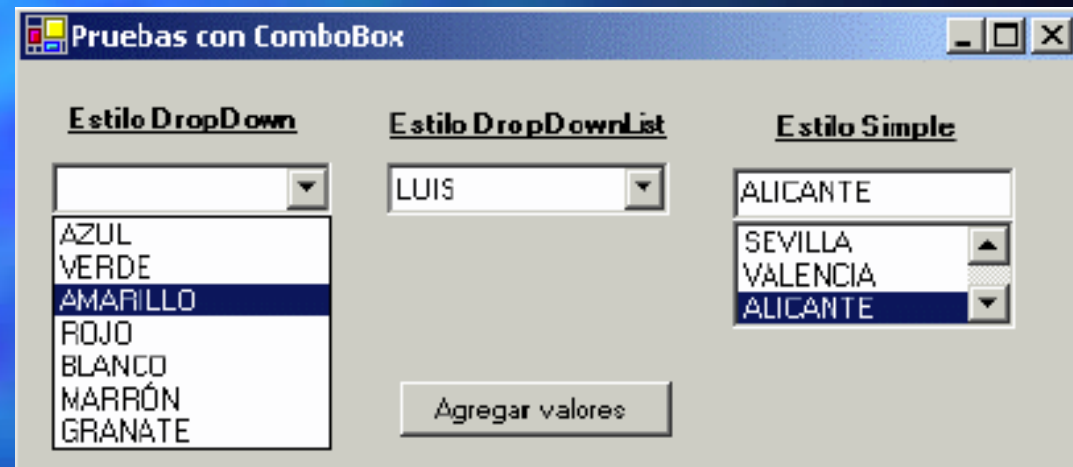 Pruebas con ComboBox
Estilo DropDown
AZUL
VERDE
AMARILLO
ROJO
BLANCO
MARRÓN
GRANATE
Estilo DropDownList
LUIS
Agregar valores
Estilo Simple
ALICANTE
SEVILLA
VALENCIA
ALICANTE